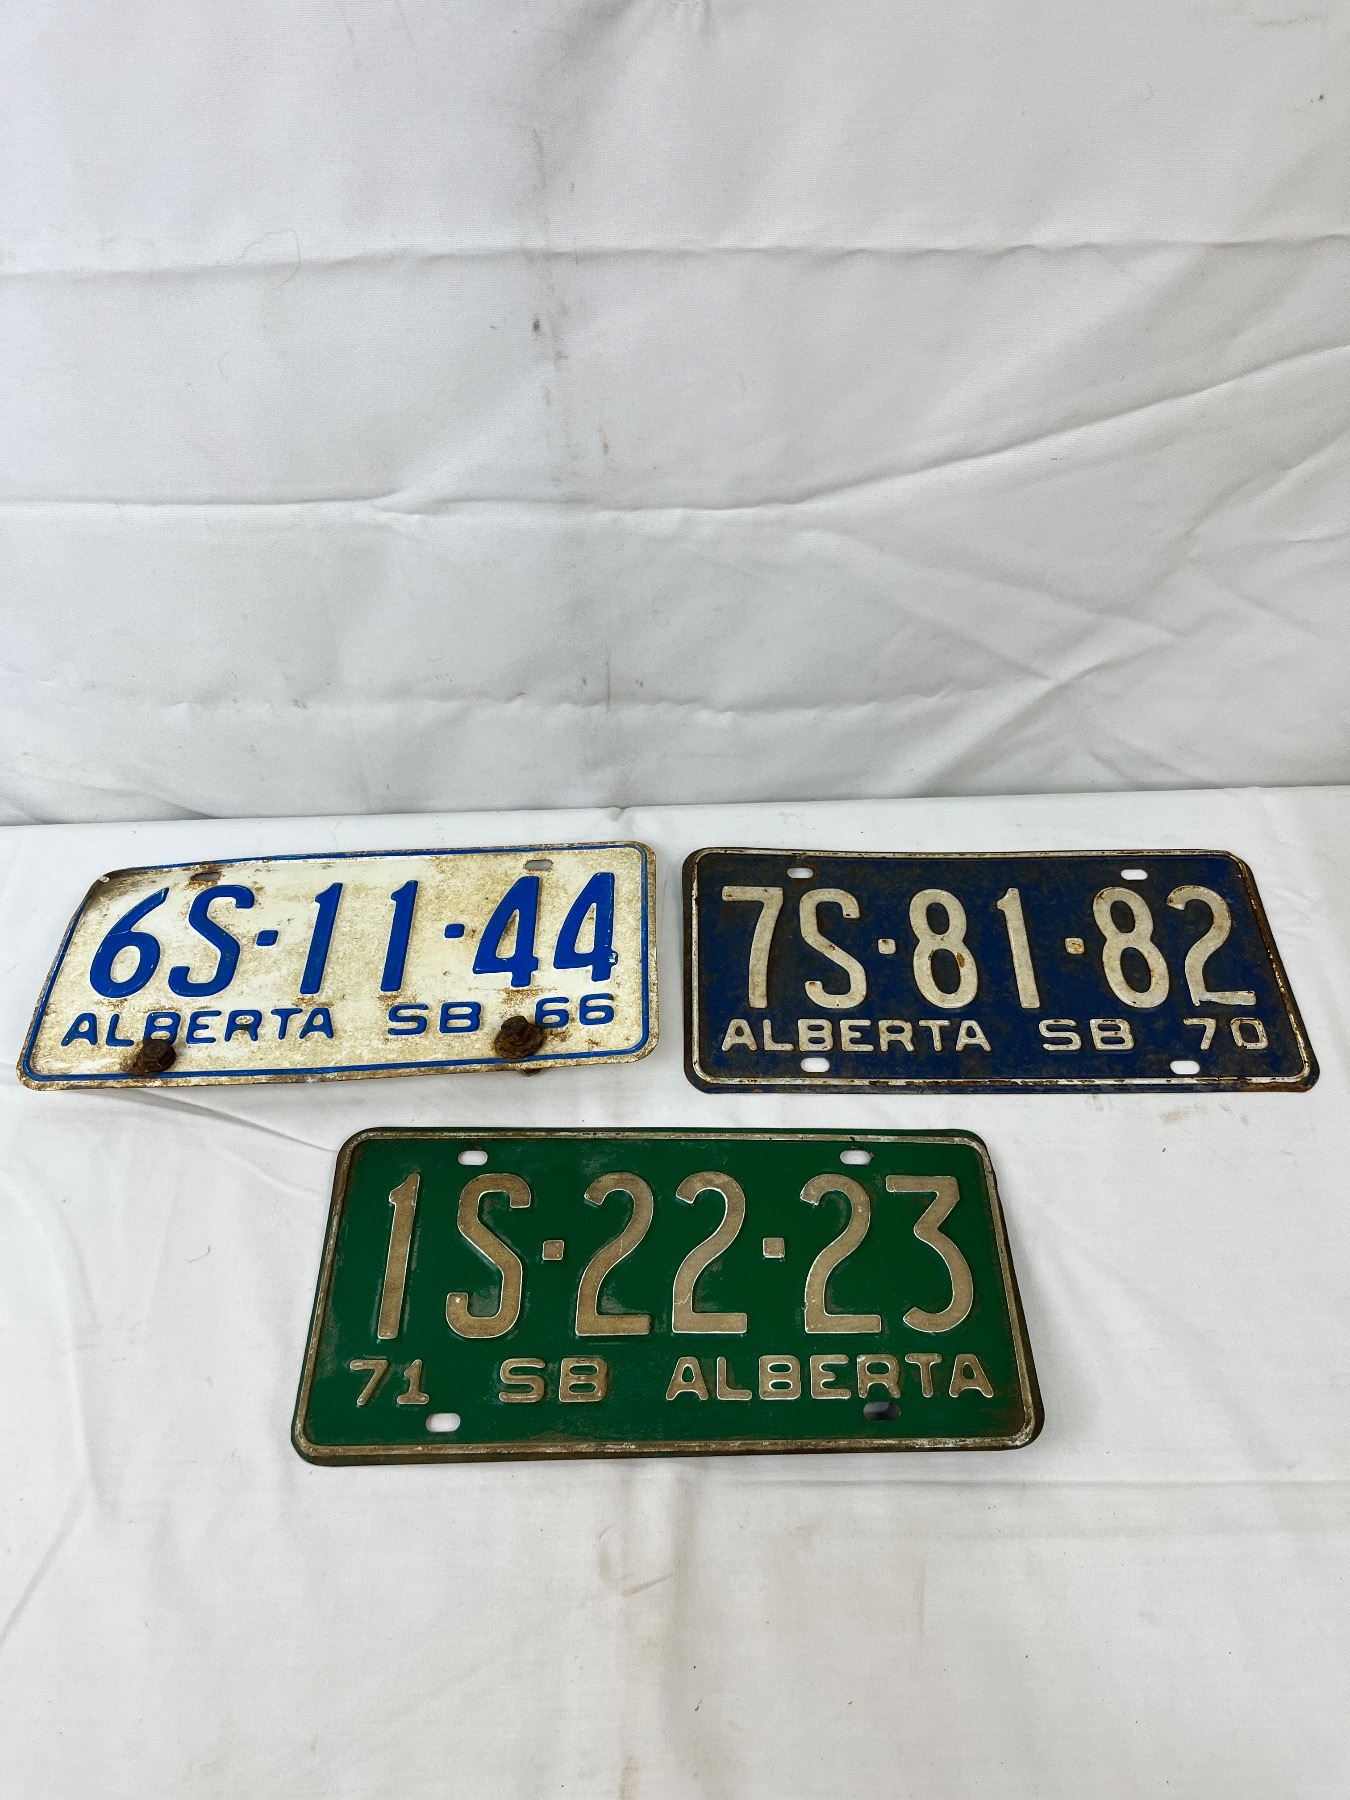 6S·11·44
ALBERTA SB 66
7S·81·82
ALBERTA SB 70
1S·22·23
71 SB ALBERTA